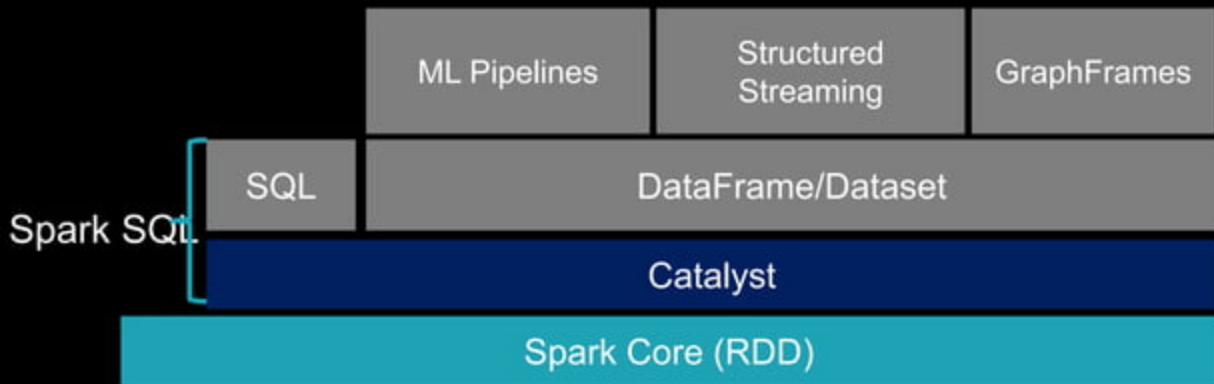 ML Pipelines
Structured
Streaming
GraphFrames
SQL
DataFrame/Dataset
Spark SQL
Catalyst
Spark Core (RDD)